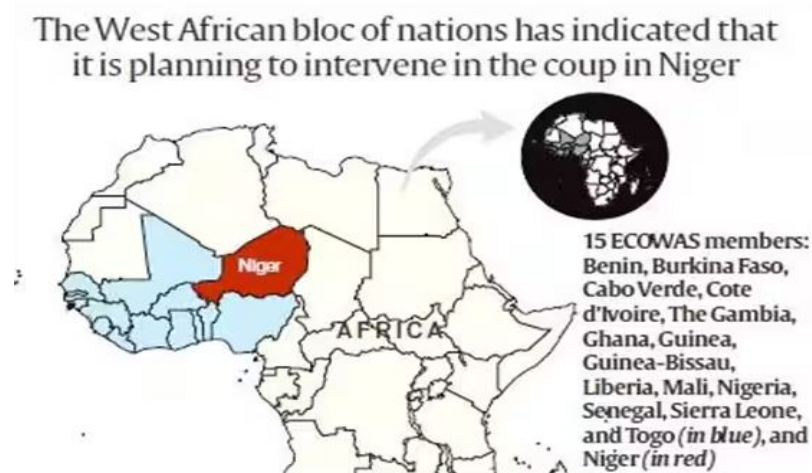 The West African bloc of nations has indicated that
it is planning to intervene in the coup in Niger
Niger
AFRICA
15 ECOWAS members:
Benin, Burkina Faso,
Cabo Verde, Cote
d'Ivoire, The Gambia,
Ghana, Guinea,
Guinea-Bissau,
Liberia, Mali, Nigeria,
Senegal, Sierra Leone,
and Togo (in blue), and
Niger (in red)